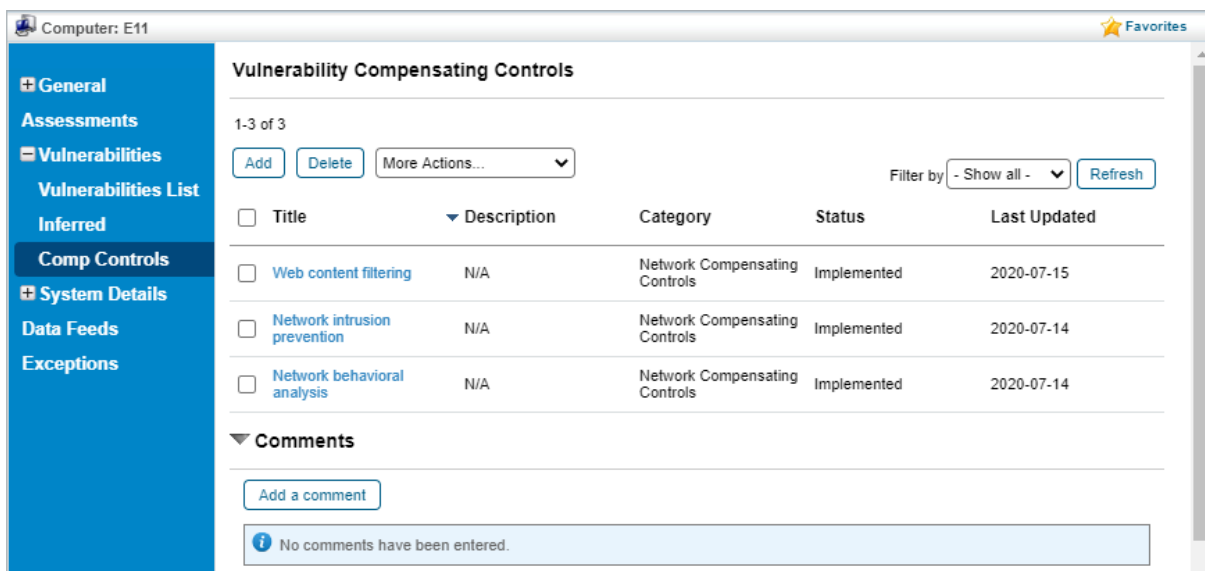 Computer: E11
Favorites
General
Assessments
Vulnerabilities
Vulnerabilities List
Inferred
Comp Controls
System Details
Data Feeds
Exceptions
Vulnerability Compensating Controls
1-3 of 3
Add Delete More Actions...
Filter by - Show all - Refresh
Title Description Category Status Last Updated
Web content filtering N/A Network Compensating Controls Implemented 2020-07-15
Network intrusion prevention N/A Network Compensating Controls Implemented 2020-07-14
Network behavioral analysis N/A Network Compensating Controls Implemented 2020-07-14
Comments
Add a comment
No comments have been entered.